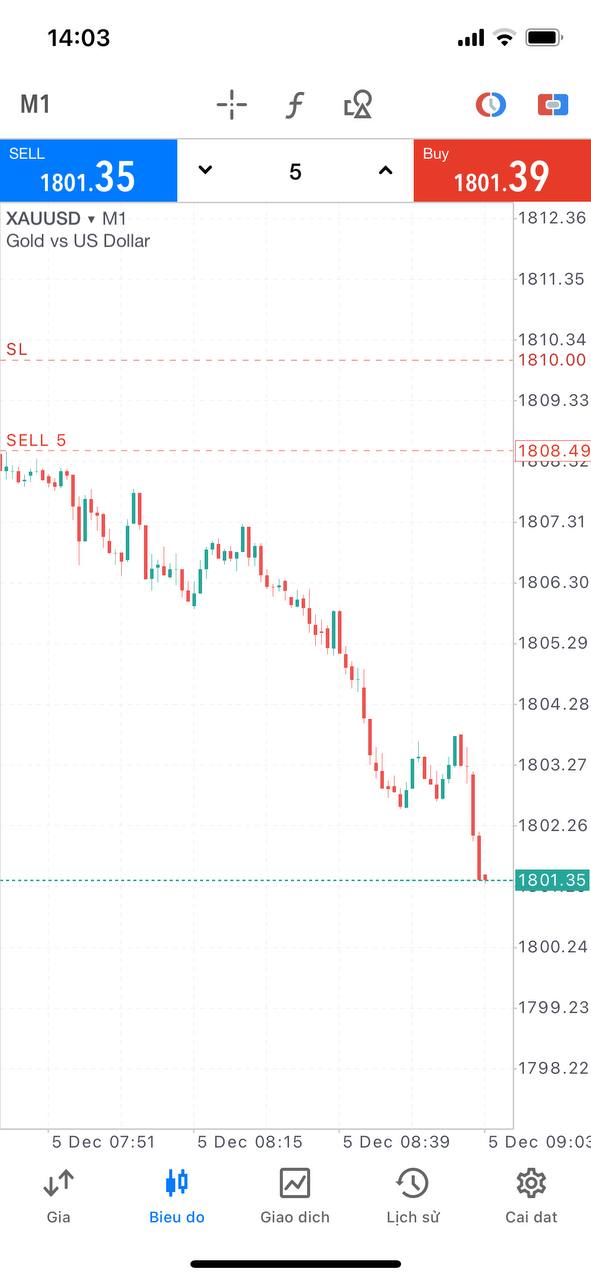 14:03
M1
f
SELL
1801.35
5
Buy
1801.39
XAUUSD ▾ M1
Gold vs US Dollar
1812.36
1811.35
1810.34
SL
1810.00
1809.33
SELL 5
1808.49
1808.32
1807.31
1806.30
1805.29
1804.28
1803.27
1802.26
1801.35
1800.24
1799.23
1798.22
5 Dec 07:51
5 Dec 08:15
5 Dec 08:39
5 Dec 09:03
Gia
Bieu do
Giao dich
Lịch sử
Cai dat